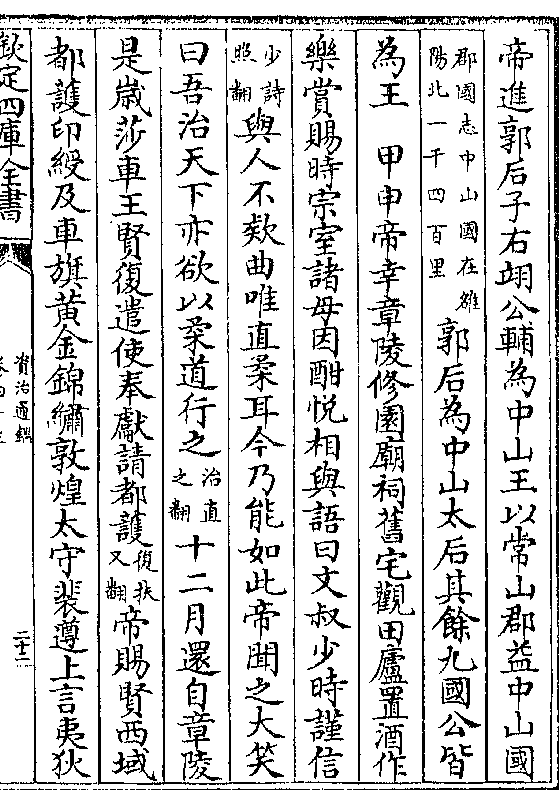 帝進郭后子右翊公輔為中山王以常山郡益中山國
郡國志中山國在雒
陽北一千四百里
郭后為中山太后其餘九國公皆
為王　甲申帝幸章陵修園廟祠舊宅觀田廬置酒作
樂賞賜時宗室諸母因酣悦相與語曰文叔少時謹信
少詩
照翻
與人不欵曲唯直柔耳今乃能如此帝聞之大笑
曰吾治天下亦欲以柔道行之
治直
之翻
十二月還自章陵
是歳莎車王賢復遣使奉獻請都護
復扶
又翻
帝賜賢西域
都護印綬及車旗黃金錦繡敦煌太守裴遵上言夷狄
欽定四庫全書
資治通鑑
二十二